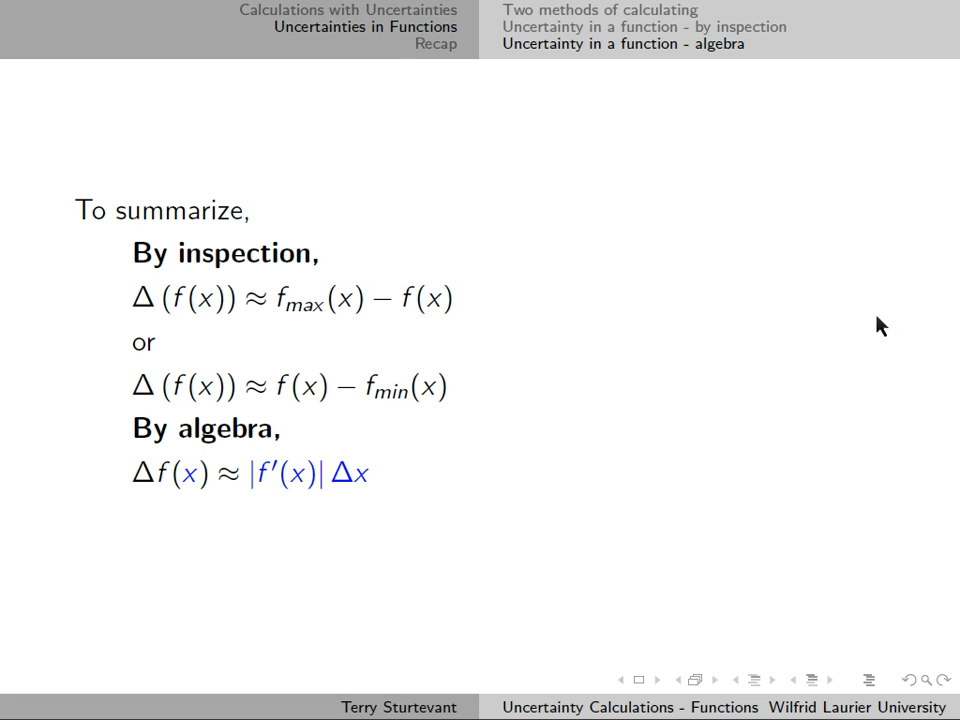 Calculations with Uncertainties
Uncertainties in Functions
Recap
Two methods of calculating
Uncertainty in a function - by inspection
Uncertainty in a function - algebra
To summarize,
By inspection,
Δ (f(x)) ≈ f_max(x) − f(x)
or
Δ (f(x)) ≈ f(x) − f_min(x)
By algebra,
Δf(x) ≈ |f′(x)| Δx
Terry Sturtevant
Uncertainty Calculations - Functions Wilfrid Laurier University